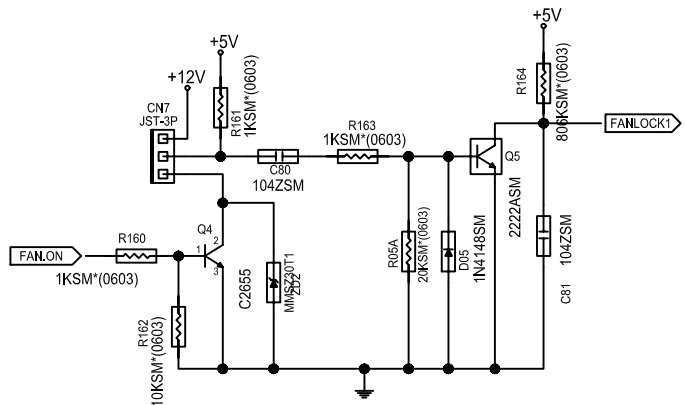 +5V
+5V
+12V
CN7
JST-3P
R161
1KSM*(0603)
R164
806KSM*(0603)
FANLOCK1
R163
1KSM*(0603)
Q5
2222ASM
C80
104ZSM
Q4
1
2
3
C2655
FAN.ON
R160
1KSM*(0603)
R162
10KSM*(0603)
MMSZ30T1
ZD2
R05A
20KSM*(0603)
D05
1N4148SM
104ZSM
C81